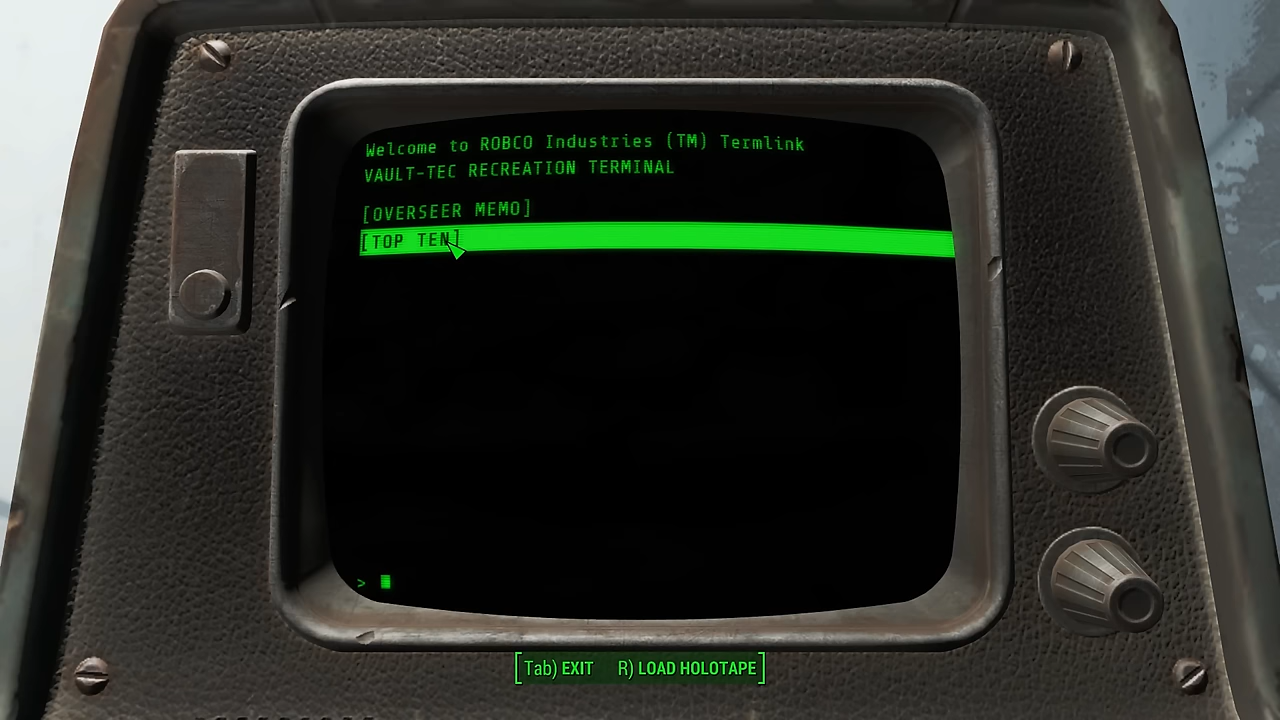 Welcome to ROBCO Industries (TM) Termlink
VAULT-TEC RECREATION TERMINAL
[OVERSEER MEMO]
[TOP TEN]
>
[Tab) EXIT R) LOAD HOLOTAPE]